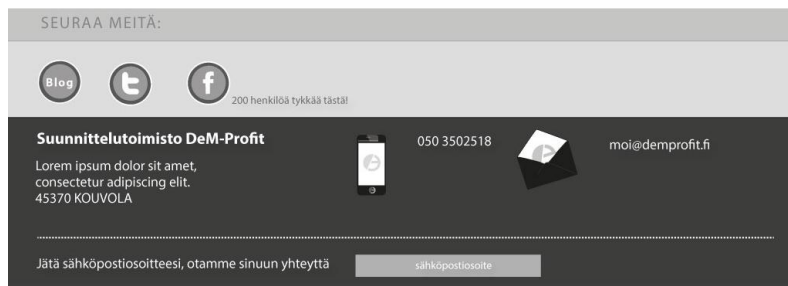 SEURAA MEITÄ:
Blog
200 henkilöä tykkää tästä!
Suunnittelutoimisto DeM-Profit
050 3502518
moi@demprofit.fi
Lorem ipsum dolor sit amet,
consectetur adipiscing elit.
45370 KOUVOLA
Jätä sähköpostiosoitteesi, otamme sinuun yhteyttä
sähköpostiosoite